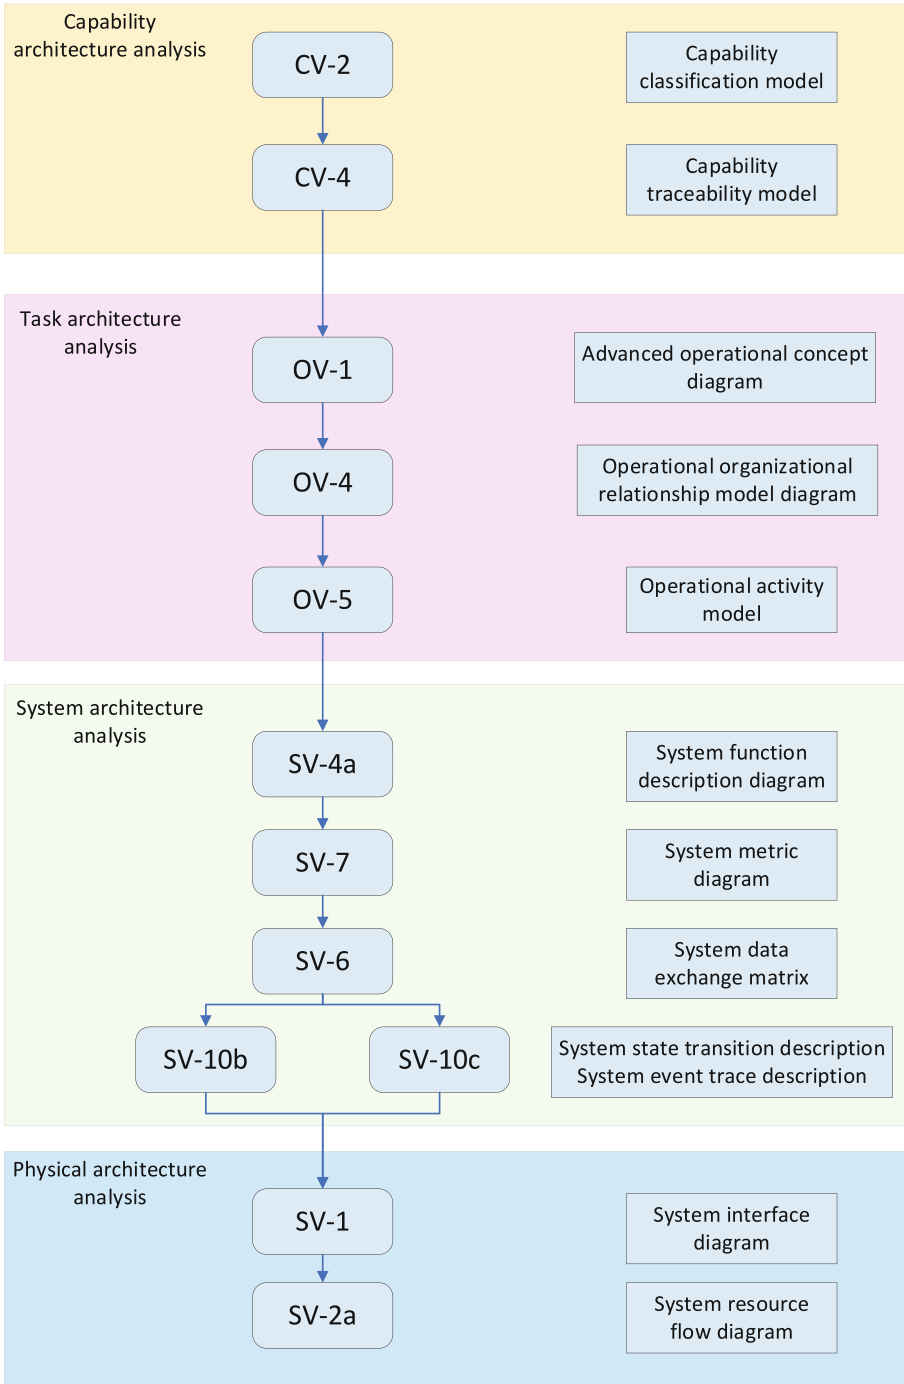 Capability
architecture analysis
CV-2
Capability
classification model
CV-4
Capability
traceability model
Task architecture
analysis
OV-1
Advanced operational concept
diagram
OV-4
Operational organizational
relationship model diagram
OV-5
Operational activity
model
System architecture
analysis
SV-4a
System function
description diagram
SV-7
System metric
diagram
SV-6
System data
exchange matrix
SV-10b
SV-10c
System state transition description
System event trace description
Physical architecture
analysis
SV-1
System interface
diagram
SV-2a
System resource
flow diagram